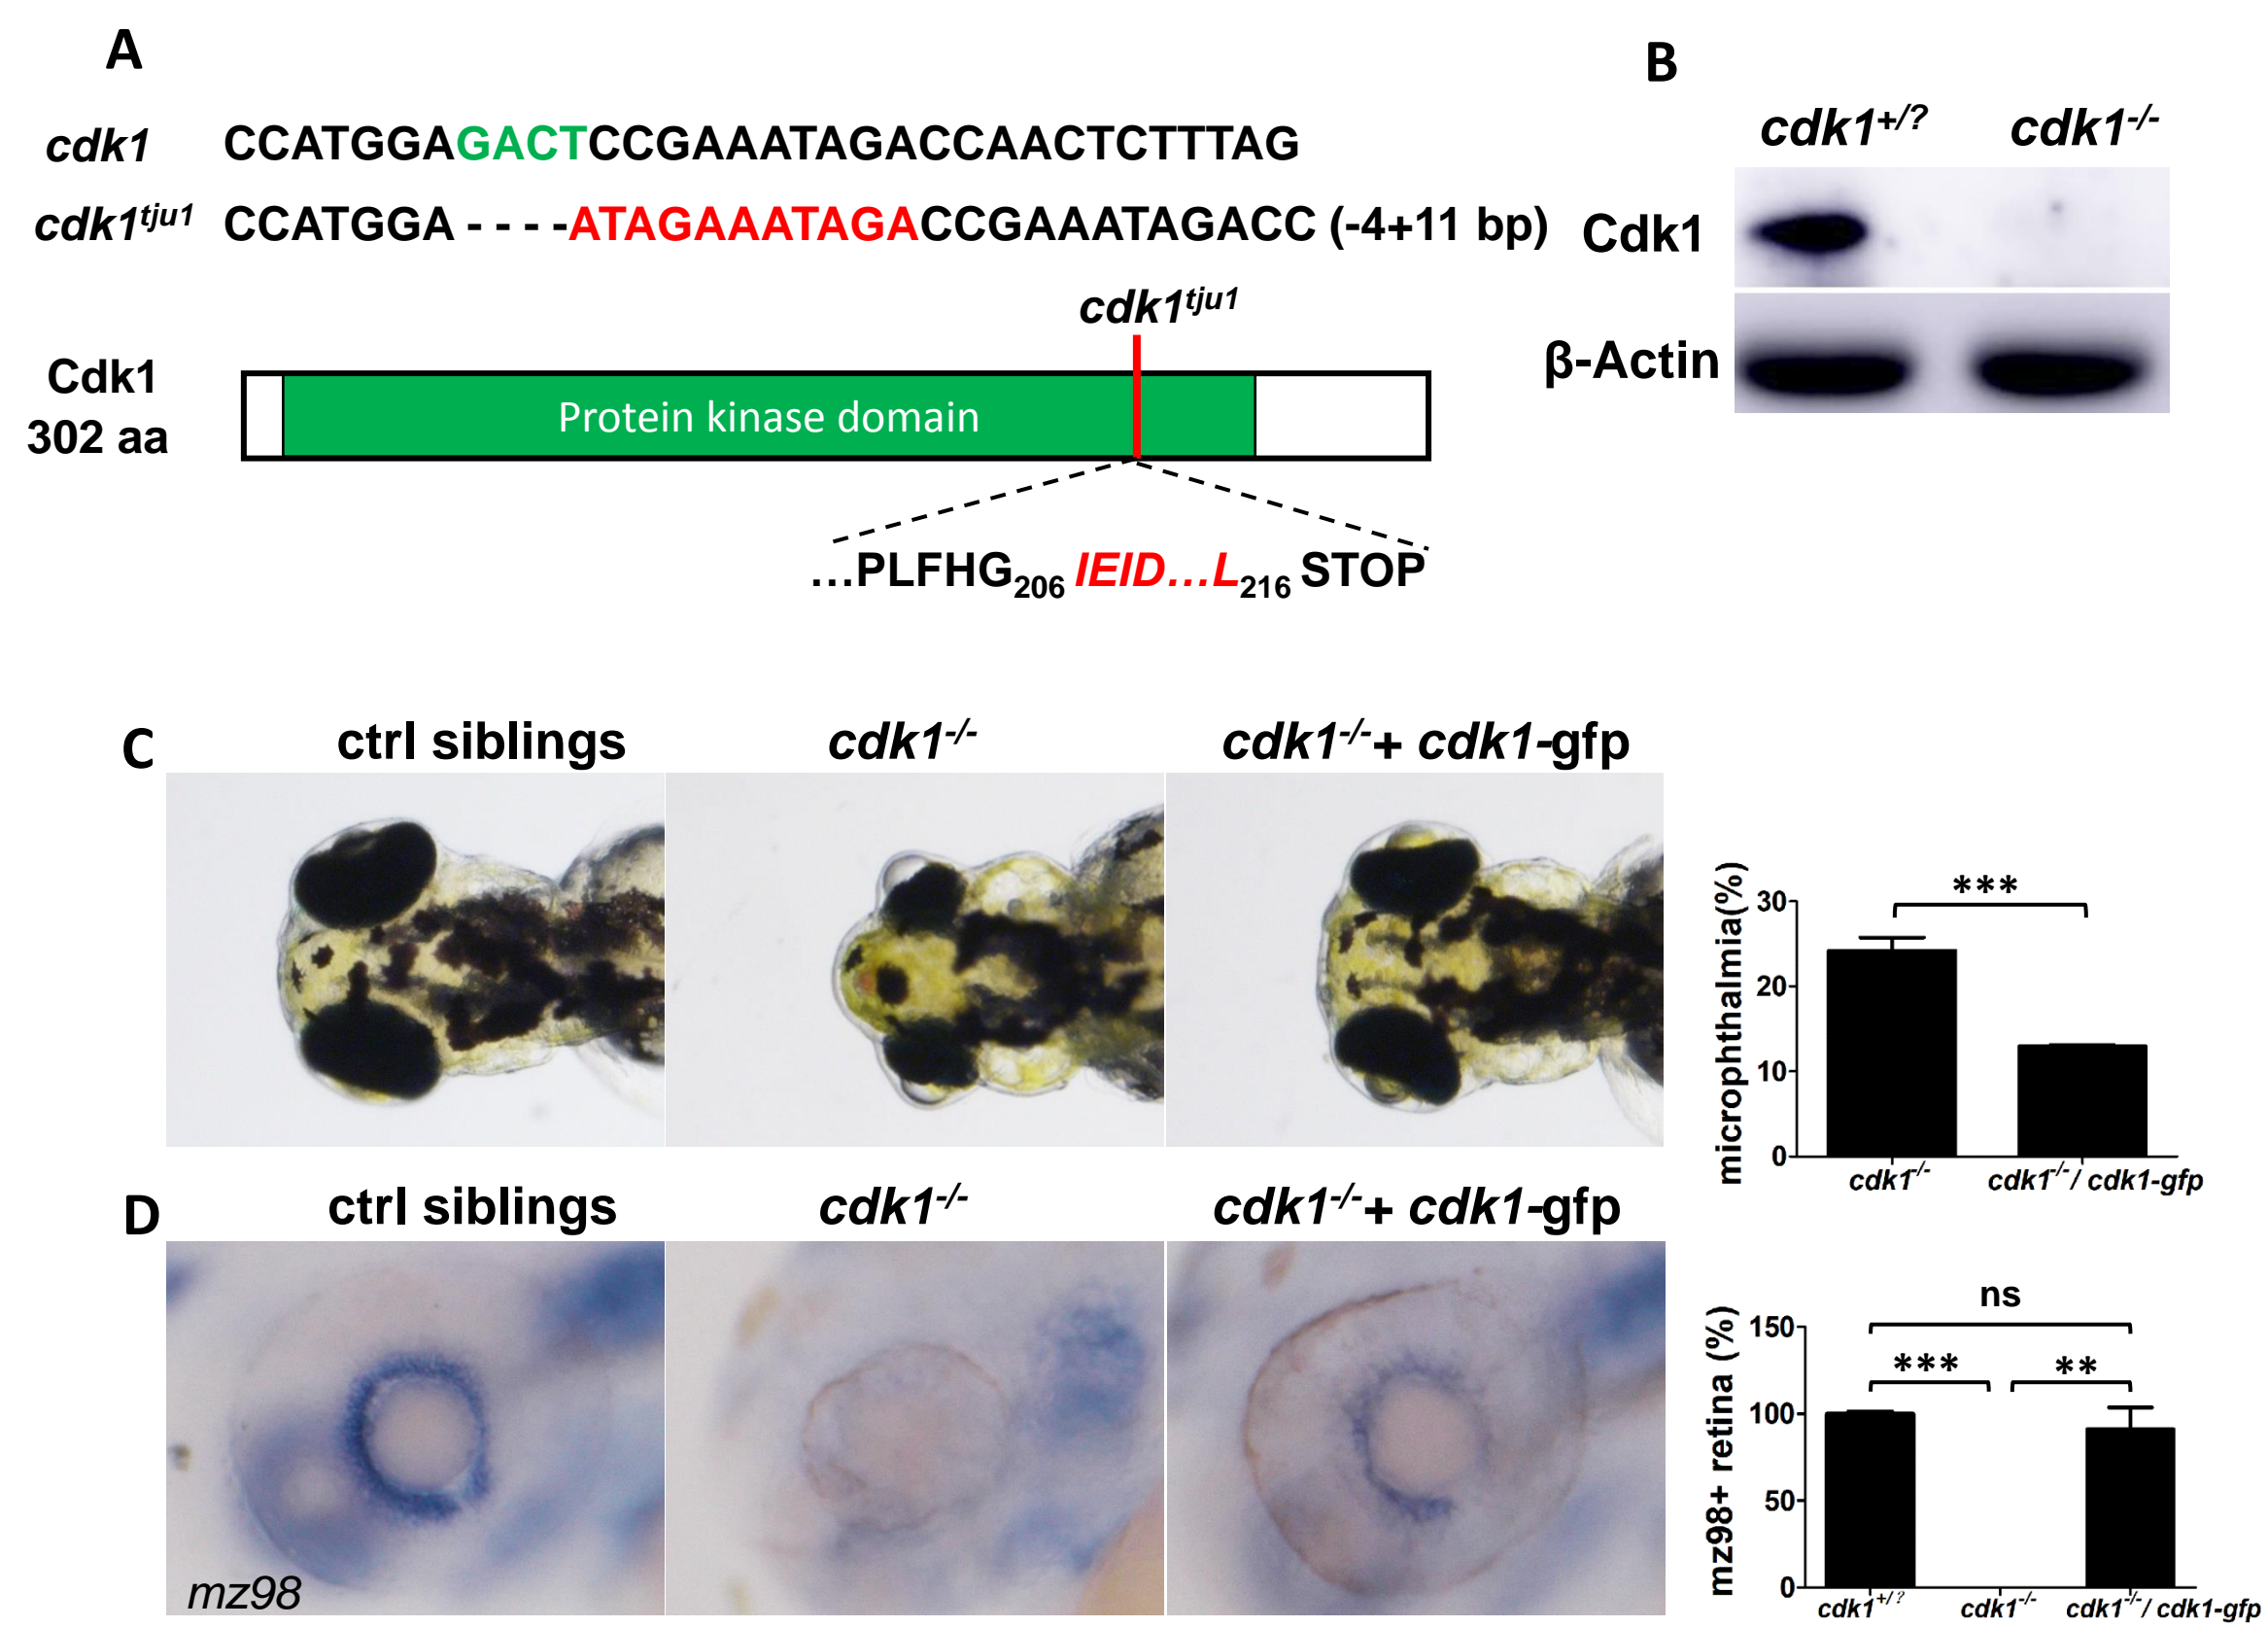 A
cdk1 CCATGGAGACTCCGAAATAGACCAACTCTTTAG
cdk1tju1 CCATGGA - - - -ATAGAAATAGACCGAAATAGACC (-4+11 bp)
cdk1tju1
Cdk1
302 aa
Protein kinase domain
...PLFHG206 IEID...L216 STOP
B
cdk1+/? cdk1-/-
Cdk1
β-Actin
C
ctrl siblings cdk1-/- cdk1-/-+ cdk1-gfp
microphthalmia(%)
30
20
10
0
***
cdk1-/- cdk1-/-/ cdk1-gfp
D
ctrl siblings cdk1-/- cdk1-/-+ cdk1-gfp
mz98
mz98+ retina (%)
150
100
50
0
ns
*** **
cdk1+/? cdk1-/- cdk1-/-/ cdk1-gfp